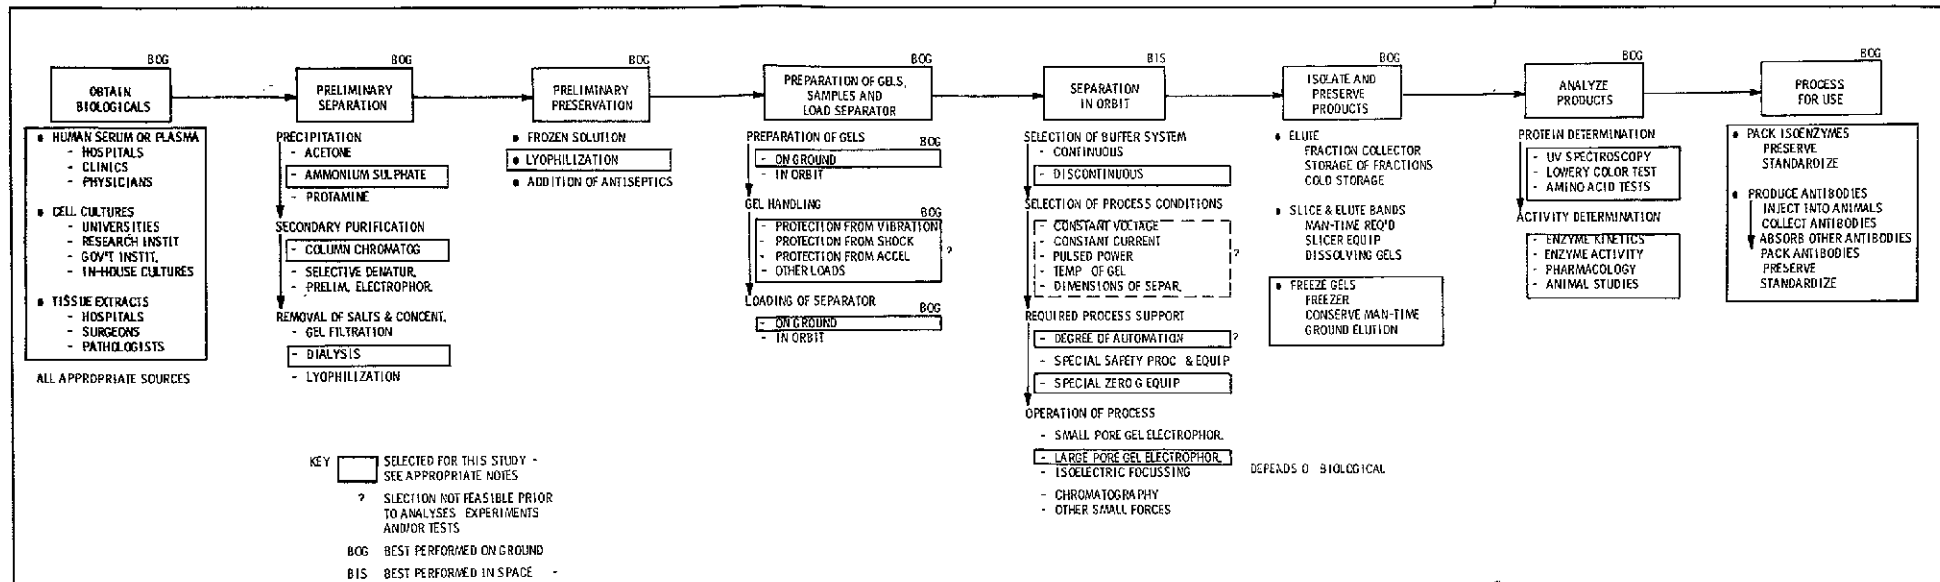 BOG
OBTAIN
BIOLOGICALS
• HUMAN SERUM OR PLASMA
- HOSPITALS
- CLINICS
- PHYSICIANS
• CELL CULTURES
- UNIVERSITIES
- RESEARCH INSTIT
- GOV'T INSTIT.
- IN-HOUSE CULTURES
• TISSUE EXTRACTS
- HOSPITALS
- SURGEONS
- PATHOLOGISTS
ALL APPROPRIATE SOURCES
BOG
PRELIMINARY
SEPARATION
PRECIPITATION
- ACETONE
- AMMONIUM SULPHATE
- PROTAMINE
SECONDARY PURIFICATION
- COLUMN CHROMATOG
- SELECTIVE DENATUR.
- PRELIM. ELECTROPHOR.
REMOVAL OF SALTS & CONCENT.
- GEL FILTRATION
- DIALYSIS
- LYOPHILIZATION
BOG
PRELIMINARY
PRESERVATION
• FROZEN SOLUTION
• LYOPHILIZATION
• ADDITION OF ANTISEPTICS
BOG
PREPARATION OF GELS,
SAMPLES AND
LOAD SEPARATOR
PREPARATION OF GELS
BOG
- ON GROUND
- IN ORBIT
GEL HANDLING
BOG
- PROTECTION FROM VIBRATION
- PROTECTION FROM SHOCK
- PROTECTION FROM ACCEL
- OTHER LOADS
?
LOADING OF SEPARATOR
BOG
- ON GROUND
- IN ORBIT
BIS
SEPARATION
IN ORBIT
SELECTION OF BUFFER SYSTEM
- CONTINUOUS
- DISCONTINUOUS
SELECTION OF PROCESS CONDITIONS
- CONSTANT VOLTAGE
- CONSTANT CURRENT
- PULSED POWER
- TEMP OF GEL
- DIMENSIONS OF SEPAR.
?
REQUIRED PROCESS SUPPORT
- DEGREE OF AUTOMATION
?
- SPECIAL SAFETY PROC & EQUIP
- SPECIAL ZERO G EQUIP
OPERATION OF PROCESS
- SMALL PORE GEL ELECTROPHOR.
- LARGE PORE GEL ELECTROPHOR.
- ISOELECTRIC FOCUSSING
DEPENDS O BIOLOGICAL
- CHROMATOGRAPHY
- OTHER SMALL FORCES
BOG
ISOLATE AND
PRESERVE
PRODUCTS
• ELUTE
FRACTION COLLECTOR
STORAGE OF FRACTIONS
COLD STORAGE
• SLICE & ELUTE BANDS
MAN-TIME REQ'D
SLICER EQUIP
DISSOLVING GELS
• FREEZE GELS
FREEZER
CONSERVE MAN-TIME
GROUND ELUTION
BOG
ANALYZE
PRODUCTS
PROTEIN DETERMINATION
- UV SPECTROSCOPY
- LOWERY COLOR TEST
- AMINO ACID TESTS
ACTIVITY DETERMINATION
- ENZYME KINETICS
- ENZYME ACTIVITY
- PHARMACOLOGY
- ANIMAL STUDIES
BOG
PROCESS
FOR USE
• PACK ISOENZYMES
PRESERVE
STANDARDIZE
• PRODUCE ANTIBODIES
INJECT INTO ANIMALS
COLLECT ANTIBODIES
ABSORB OTHER ANTIBODIES
PACK ANTIBODIES
PRESERVE
STANDARDIZE
KEY
SELECTED FOR THIS STUDY -
SEE APPROPRIATE NOTES
? SLECTION NOT FEASIBLE PRIOR
TO ANALYSES EXPERIMENTS
AND/OR TESTS
BOG BEST PERFORMED ON GROUND
BIS BEST PERFORMED IN SPACE -